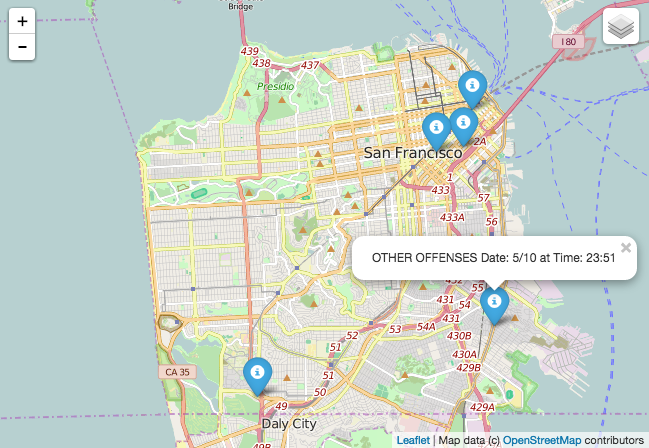 Bridge
+
−
439
438
437
Presidio
I 80
San Francisco
2A
1
433
57
433A
56
OTHER OFFENSES Date: 5/10 at Time: 23:51
×
432
55
431
54A
431
53
52
430B
51
430A
CA 35
51
429B
50
49
429A
Daly City
Leaflet | Map data (c) OpenStreetMap contributors